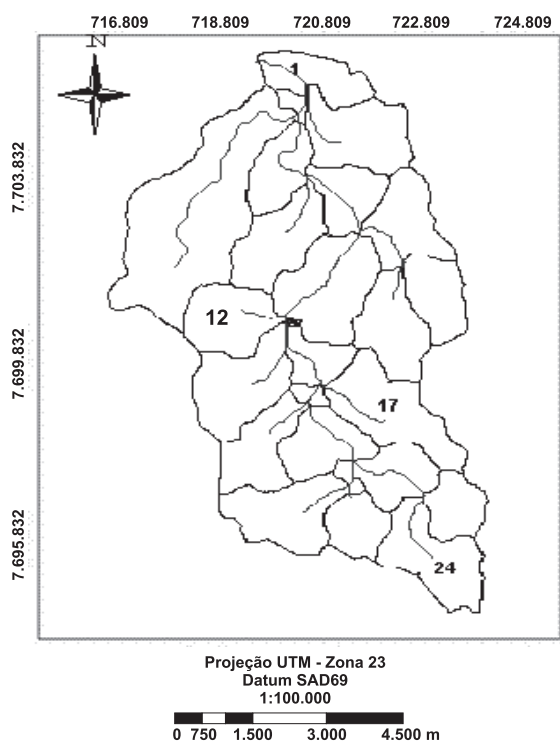 716.809 718.809 720.809 722.809 724.809
N
1
7.703.832
12
7.699.832
17
7.695.832
24
Projeção UTM - Zona 23
Datum SAD69
1:100.000
0 750 1.500 3.000 4.500 m